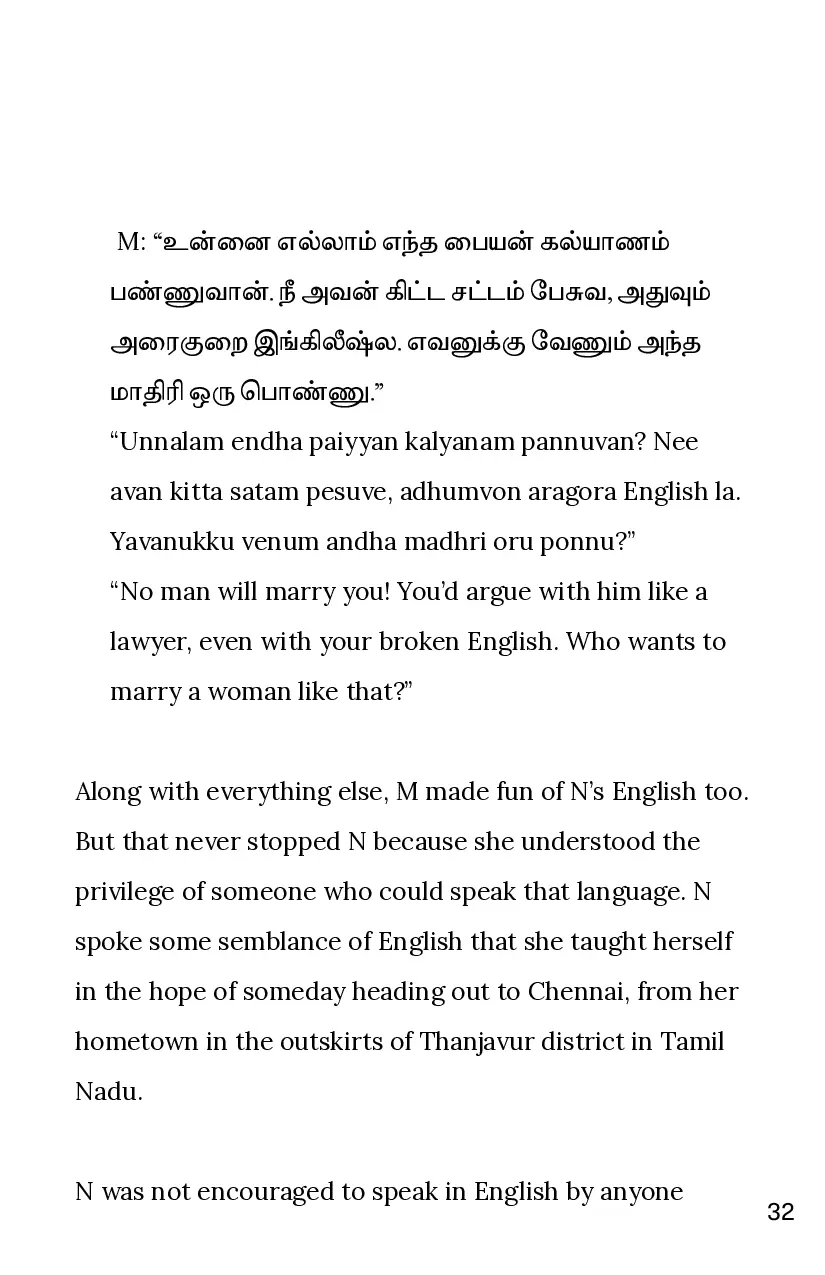 M: “உன்னை எல்லாம் எந்த பையன் கல்யாணம்
பண்ணுவான். நீ அவன் கிட்ட சட்டம் பேசுவ, அதுவும்
அரைகுறை இங்கிலீஷ்ல. எவனுக்கு வேணும் அந்த
மாதிரி ஒரு பொண்ணு.”
“Unnalam endha paiyyan kalyanam pannuvan? Nee
avan kitta satam pesuve, adhumvon aragora English la.
Yavanukku venum andha madhri oru ponnu?”
“No man will marry you! You’d argue with him like a
lawyer, even with your broken English. Who wants to
marry a woman like that?”
Along with everything else, M made fun of N’s English too.
But that never stopped N because she understood the
privilege of someone who could speak that language. N
spoke some semblance of English that she taught herself
in the hope of someday heading out to Chennai, from her
hometown in the outskirts of Thanjavur district in Tamil
Nadu.
N was not encouraged to speak in English by anyone
32